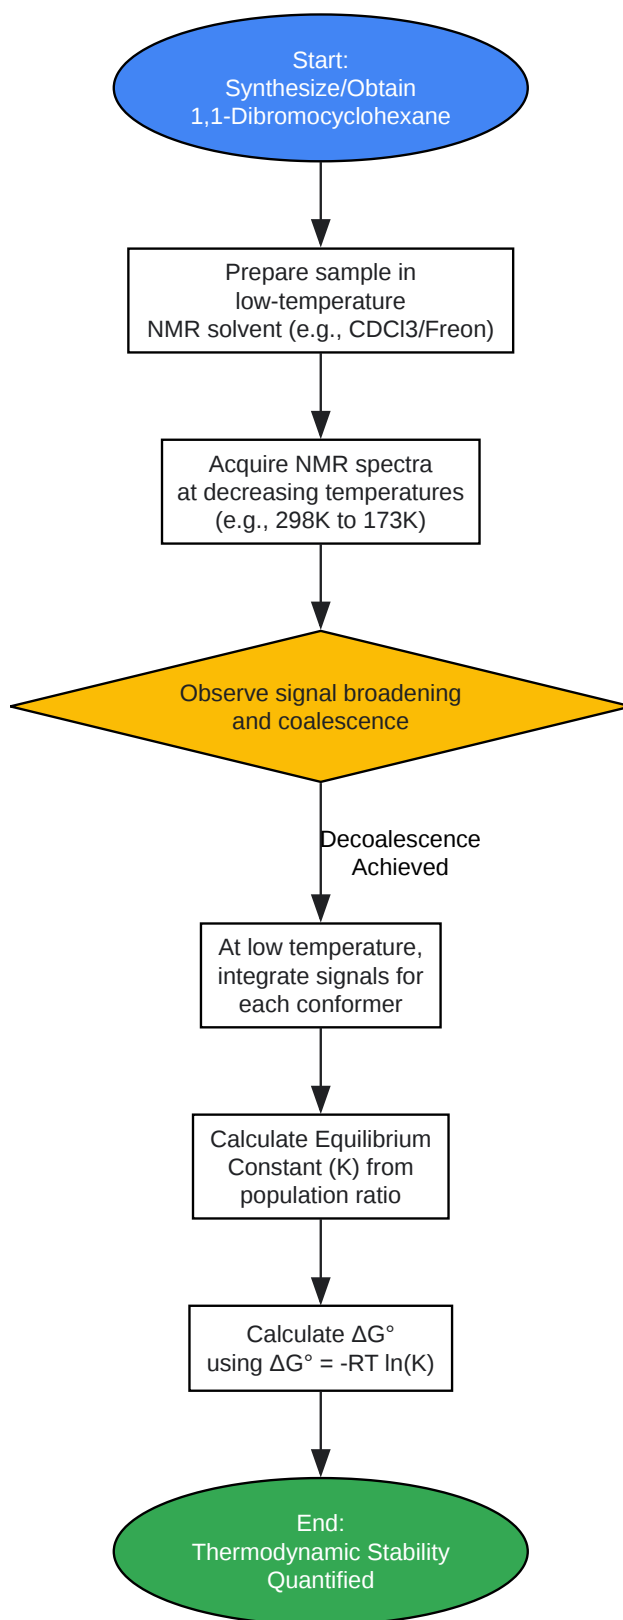 Start:
Synthesize/Obtain
1,1-Dibromocyclohexane
Prepare sample in
low-temperature
NMR solvent (e.g., CDCl3/Freon)
Acquire NMR spectra
at decreasing temperatures
(e.g., 298K to 173K)
Observe signal broadening
and coalescence
Decoalescence
Achieved
At low temperature,
integrate signals for
each conformer
Calculate Equilibrium
Constant (K) from
population ratio
Calculate ΔG°
using ΔG° = -RT ln(K)
End:
Thermodynamic Stability
Quantified